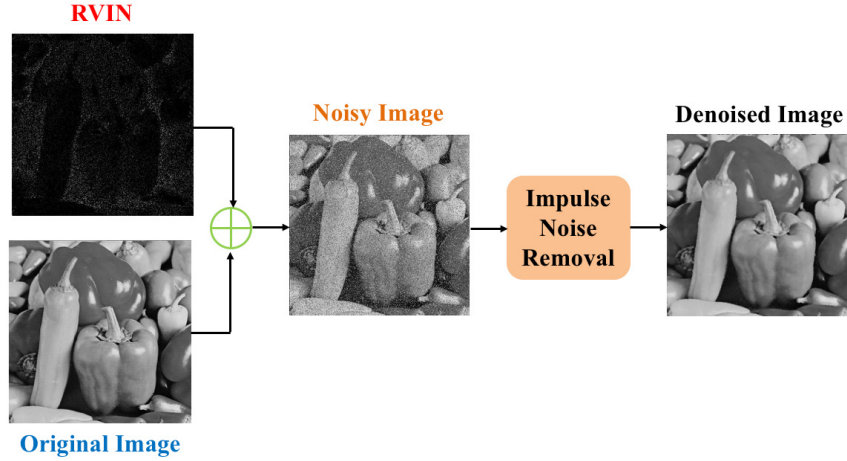 RVIN
Noisy Image
Denoised Image
Impulse
Noise
Removal
Original Image